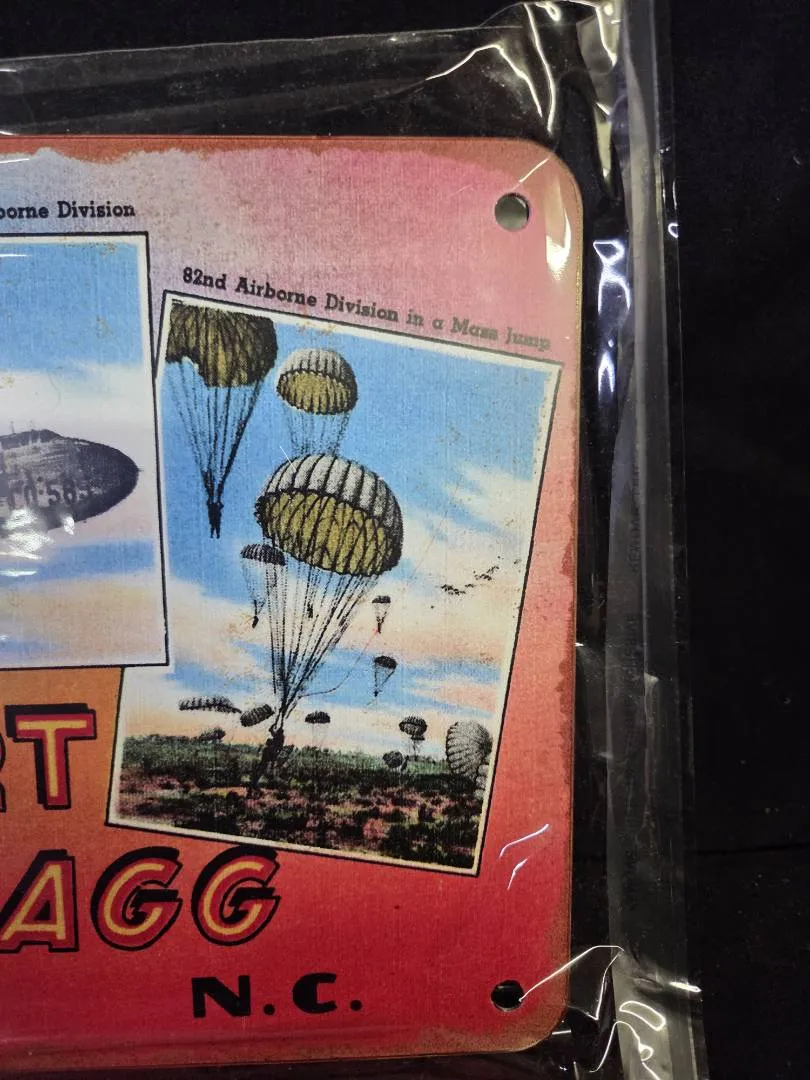 borne Division
82nd Airborne Division in a Mass Jump
RT
AGG
N.C.